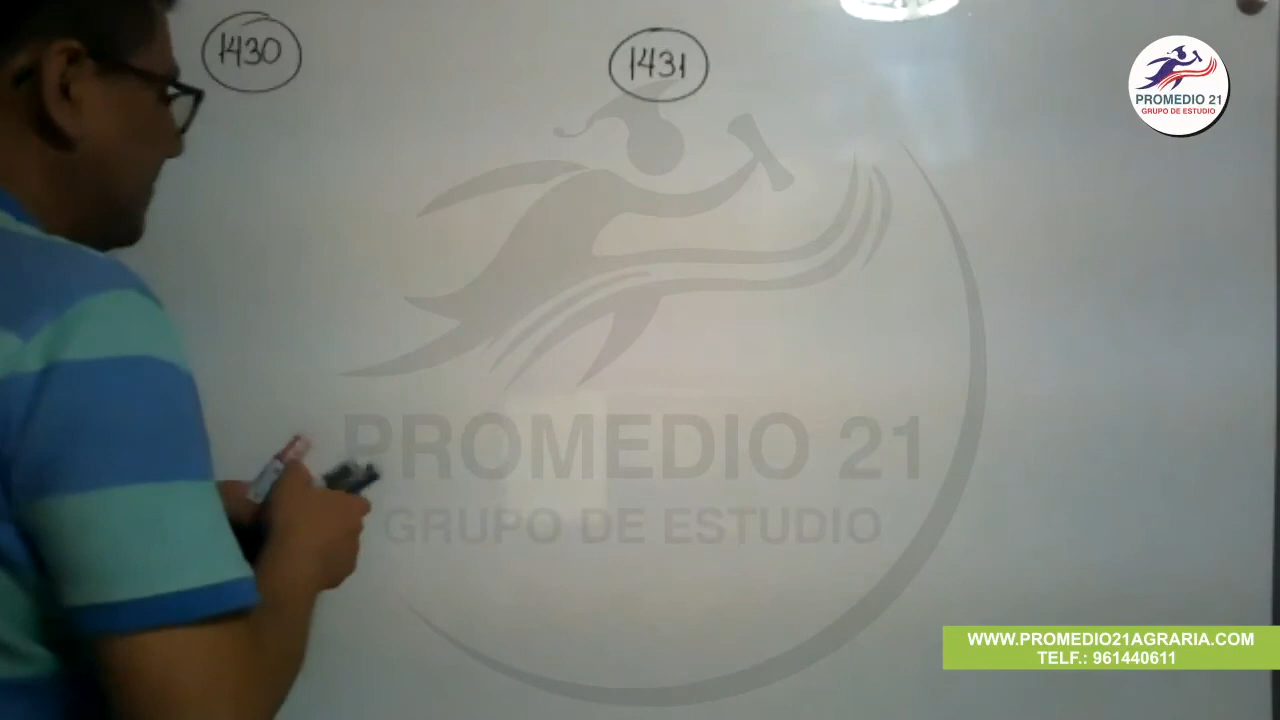 1430
1431
PROMEDIO 21
GRUPO DE ESTUDIO
PROMEDIO 21
GRUPO DE ESTUDIO
WWW.PROMEDIO21AGRARIA.COM
TELF.: 961440611